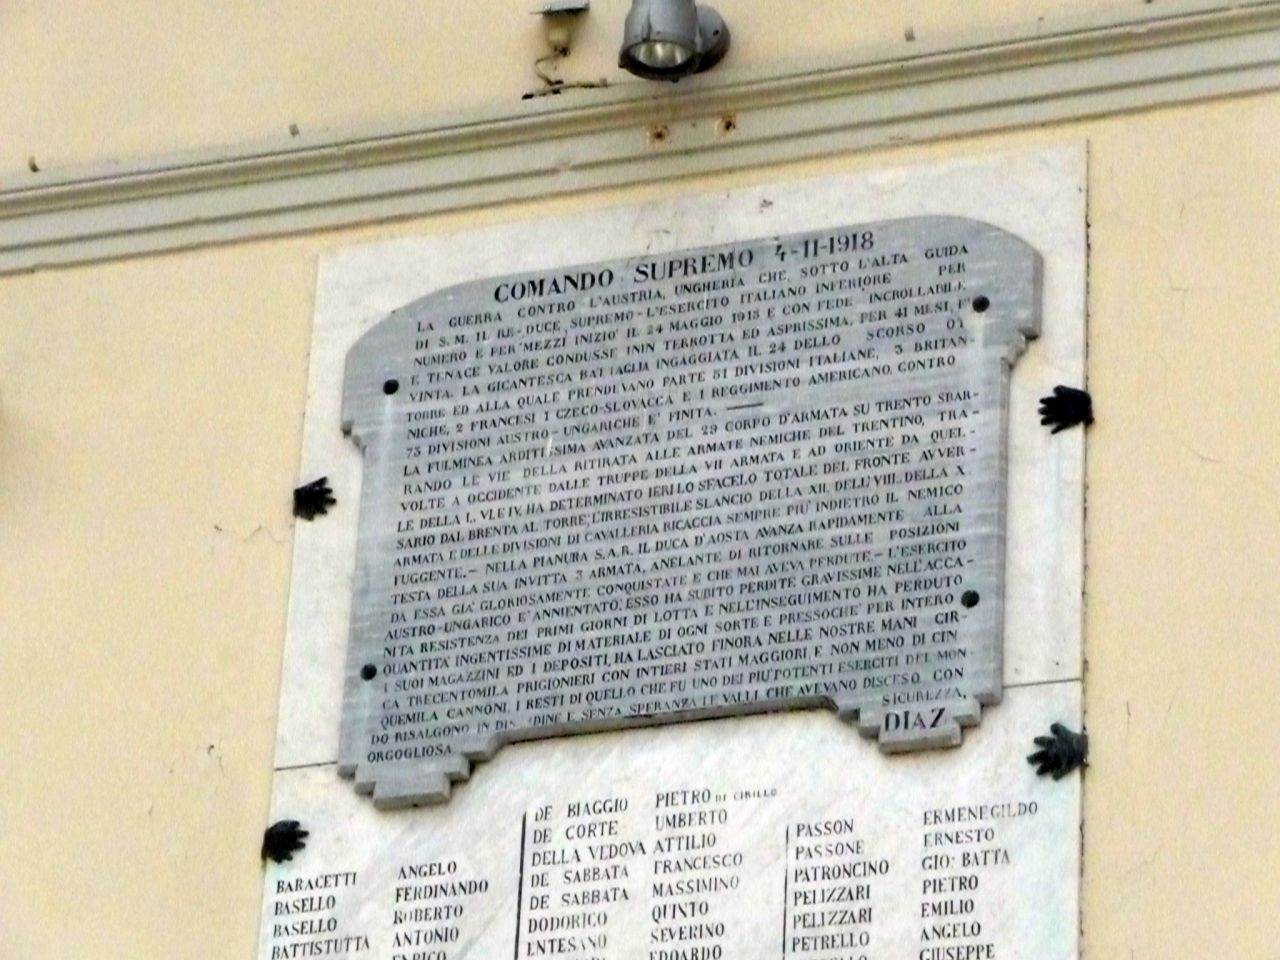 COMANDO SUPREMO 4-11-1918
LA GUERRA CONTRO L'AUSTRIA, UNGHERIA CHE, SOTTO L'ALTA GUIDA
DI S. M. IL RE-DUCE SUPREMO-L'ESERCITO ITALIANO INFERIORE PER
NUMERO E PER MEZZI INIZIO' IL 24 MAGGIO 1915 E CON FEDE INCROLLABILE
E TENACE VALORE CONDUSSE ININTERROTTA ED ASPRISSIMA, PER 41 MESI, E'
VINTA. LA GIGANTESCA BATTAGLIA INGAGGIATA IL 24 DELLO SCORSO OT
TOBRE ED ALLA QUALE PRENDEVANO PARTE 51 DIVISIONI ITALIANE, 3 BRITAN-
NICHE, 2 FRANCESI 1 CZECO-SLOVACCA E 1 REGGIMENTO AMERICANO, CONTRO
73 DIVISIONI AUSTRO-UNGARICHE E' FINITA.
LA FULMINEA ARDITISSIMA AVANZATA DEL 29 CORPO D'ARMATA SU TRENTO SBAR-
RANDO LE VIE DELLA RITIRATA ALLE ARMATE NEMICHE DEL TRENTINO, TRA-
VOLTE A OCCIDENTE DALLE TRUPPE DELLA VII ARMATA E AD ORIENTE DA QUEL-
LE DELLA I, VI, E IV, HA DETERMINATO IERI LO SFACELO TOTALE DEL FRONTE AVVER-
SARIO DAL BRENTA AL TORRE, L'IRRESISTIBILE SLANCIO DELLA XII, DELL'VIII, DELLA X
ARMATA E DELLE DIVISIONI DI CAVALLERIA RICACCIA SEMPRE PIU' INDIETRO IL NEMICO
FUGGENTE.- NELLA PIANURA S.A.R. IL DUCA D'AOSTA AVANZA RAPIDAMENTE ALLA
TESTA DELLA SUA INVITTA 3 ARMATA, ANELANTE DI RITORNARE SULLE POSIZIONI
DA ESSA GIA' GLORIOSAMENTE CONQUISTATE E CHE MAI AVEVA PERDUTE.- L'ESERCITO
AUSTRO-UNGARICO E' ANNIENTATO: ESSO HA SUBITO PERDITE GRAVISSIME NELL'ACCA-
NITA RESISTENZA DEI PRIMI GIORNI DI LOTTA E NELL'INSEGUIMENTO HA PERDUTO
QUANTITA' INGENTISSIME DI MATERIALE DI OGNI SORTE E PRESSOCHE' PER INTERO
I SUOI MAGAZZINI ED I DEPOSITI, HA LASCIATO FINORA NELLE NOSTRE MANI CIR-
CA TRECENTOMILA PRIGIONIERI CON INTIERI STATI MAGGIORI E NON MENO DI CIN
QUEMILA CANNONI. I RESTI DI QUELLO CHE FU UNO DEI PIU' POTENTI ESERCITI DEL MON-
DO RISALGONO IN DIS DINE E SENZA SPERANZA LE VALLI CHE AVEVANO DISCESO CON
ORGOGLIOSA SICUREZZA.
DIAZ
BARACETTI ANGELO
BASELLO FERDINANDO
BASELLO ROBERTO
BATTISTUTTA ANTONIO
ENRICO
DE BIAGGIO PIETRO DI CIRILLO
DE CORTE UMBERTO
DELLA VEDOVA ATTILIO
DE SABBATA FRANCESCO
DE SABBATA MASSIMINO
DODORICO QUINTO
ENTESANO SEVERINO
EDOARDO
PASSON ERMENEGILDO
PASSONE ERNESTO
PATRONCINO GIO: BATTA
PELIZZARI PIETRO
PELIZZARI EMILIO
PETRELLO ANGELO
GIUSEPPE